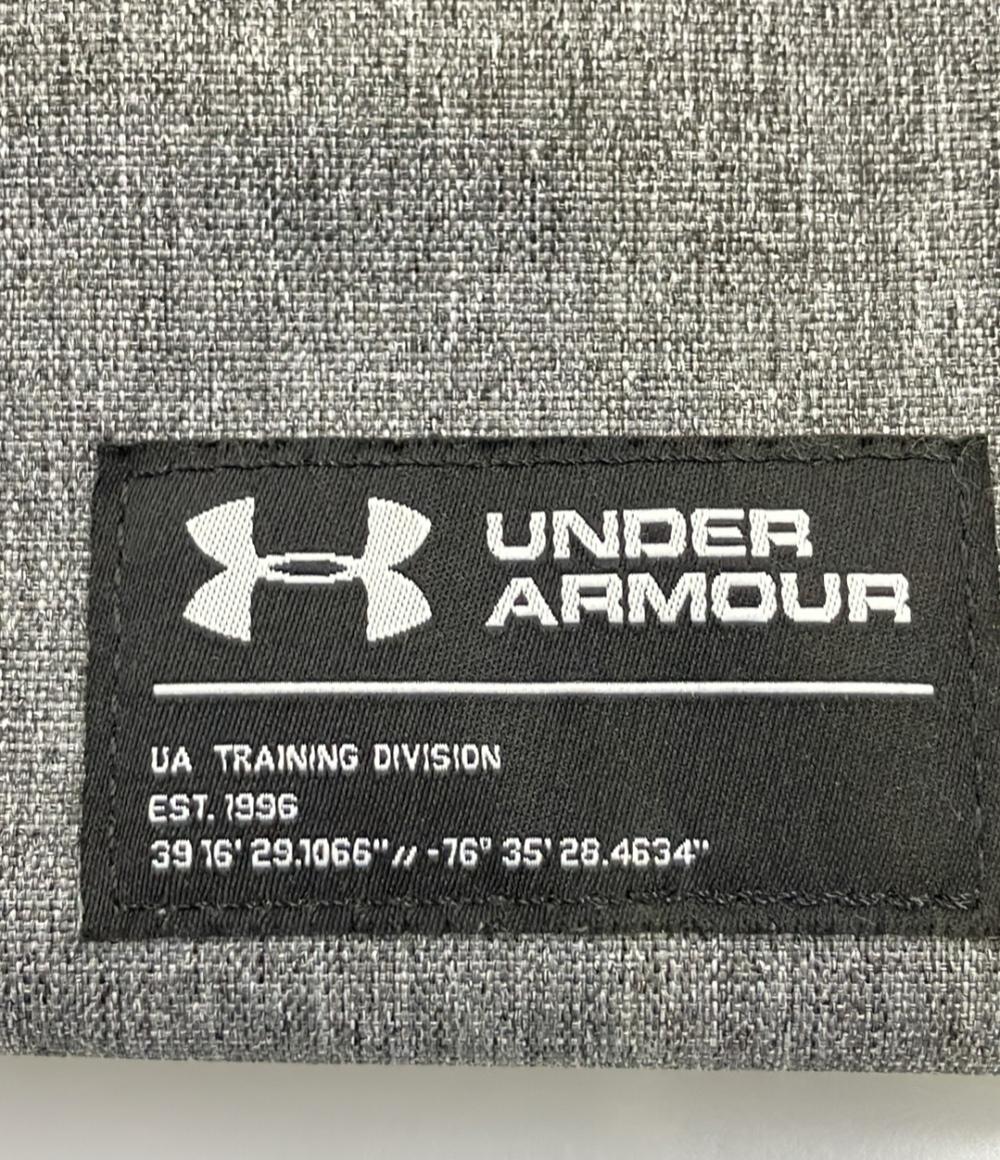 UNDER
ARMOUR
UA TRAINING DIVISION
EST. 1996
39 16' 29.1066" // -76° 35' 28.4634"